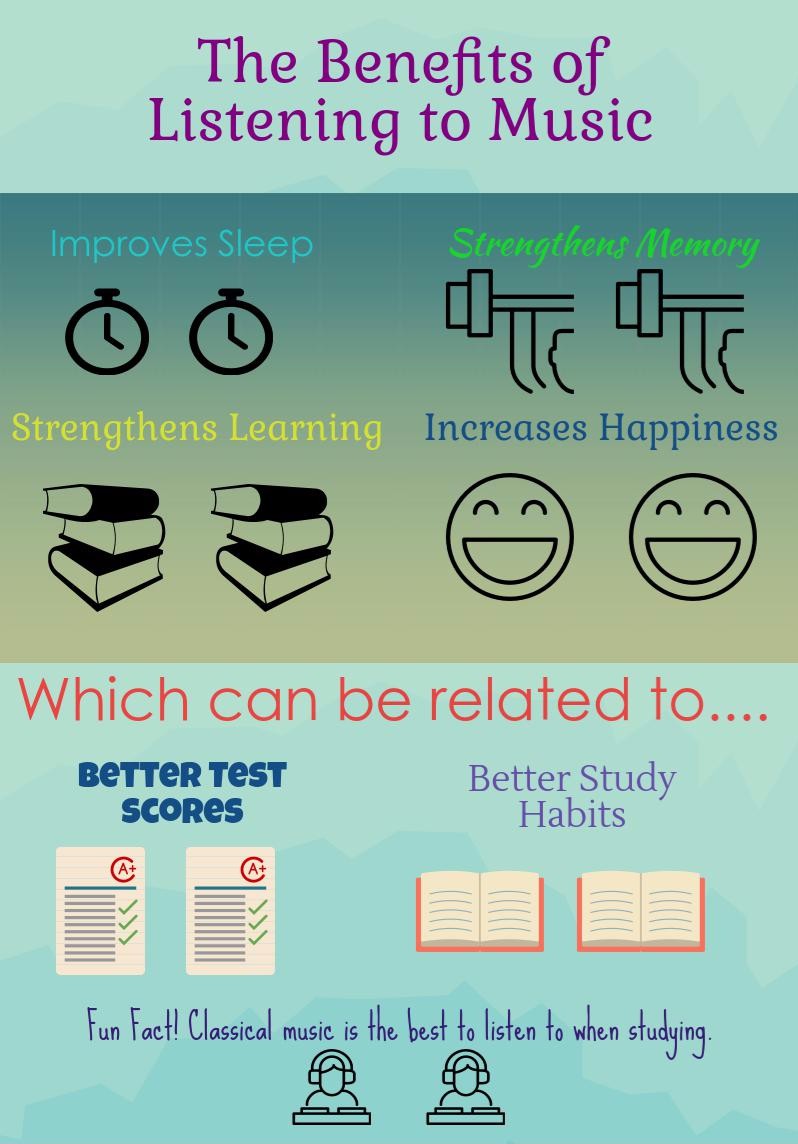 The Benefits of
Listening to Music
Improves Sleep
Strengthens Memory
Strengthens Learning
Increases Happiness
Which can be related to....
Better Test
Scores
Better Study
Habits
A+
A+
Fun Fact! Classical music is the best to listen to when studying.